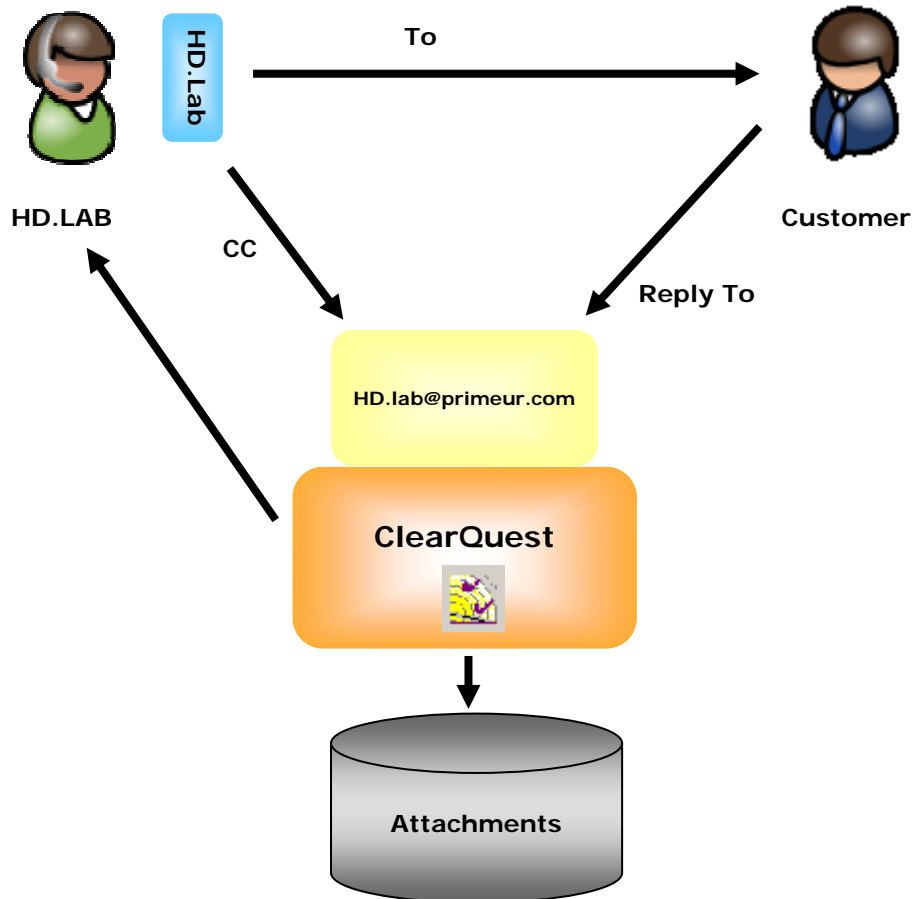 To
HD.Lab
HD.LAB
Customer
CC
Reply To
HD.lab@primeur.com
ClearQuest
Attachments